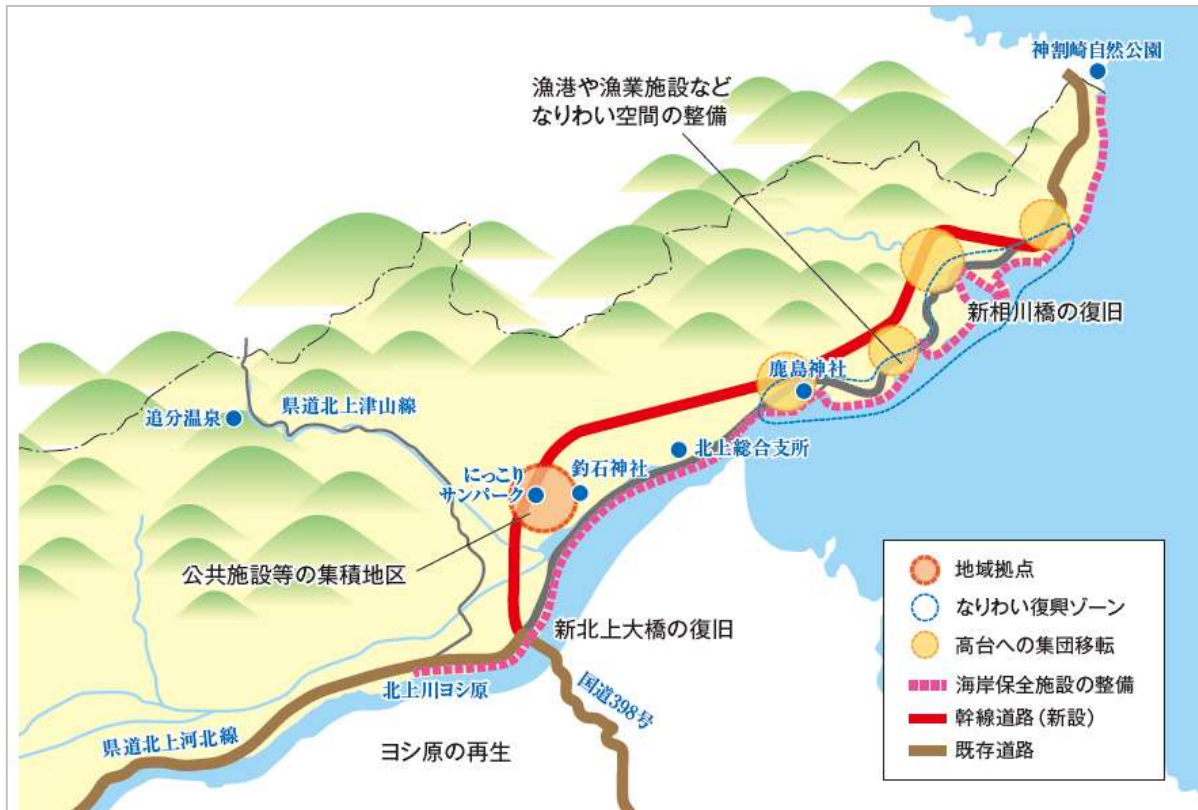 神割崎自然公園
漁港や漁業施設など
なりわい空間の整備
新相川橋の復旧
鹿島神社
県道北上津山線
追分温泉
北上総合支所
にっこり
サンパーク
釣石神社
公共施設等の集積地区
新北上大橋の復旧
北上川ヨシ原
国道398号
県道北上河北線
ヨシ原の再生
地域拠点
なりわい復興ゾーン
高台への集団移転
海岸保全施設の整備
幹線道路(新設)
既存道路